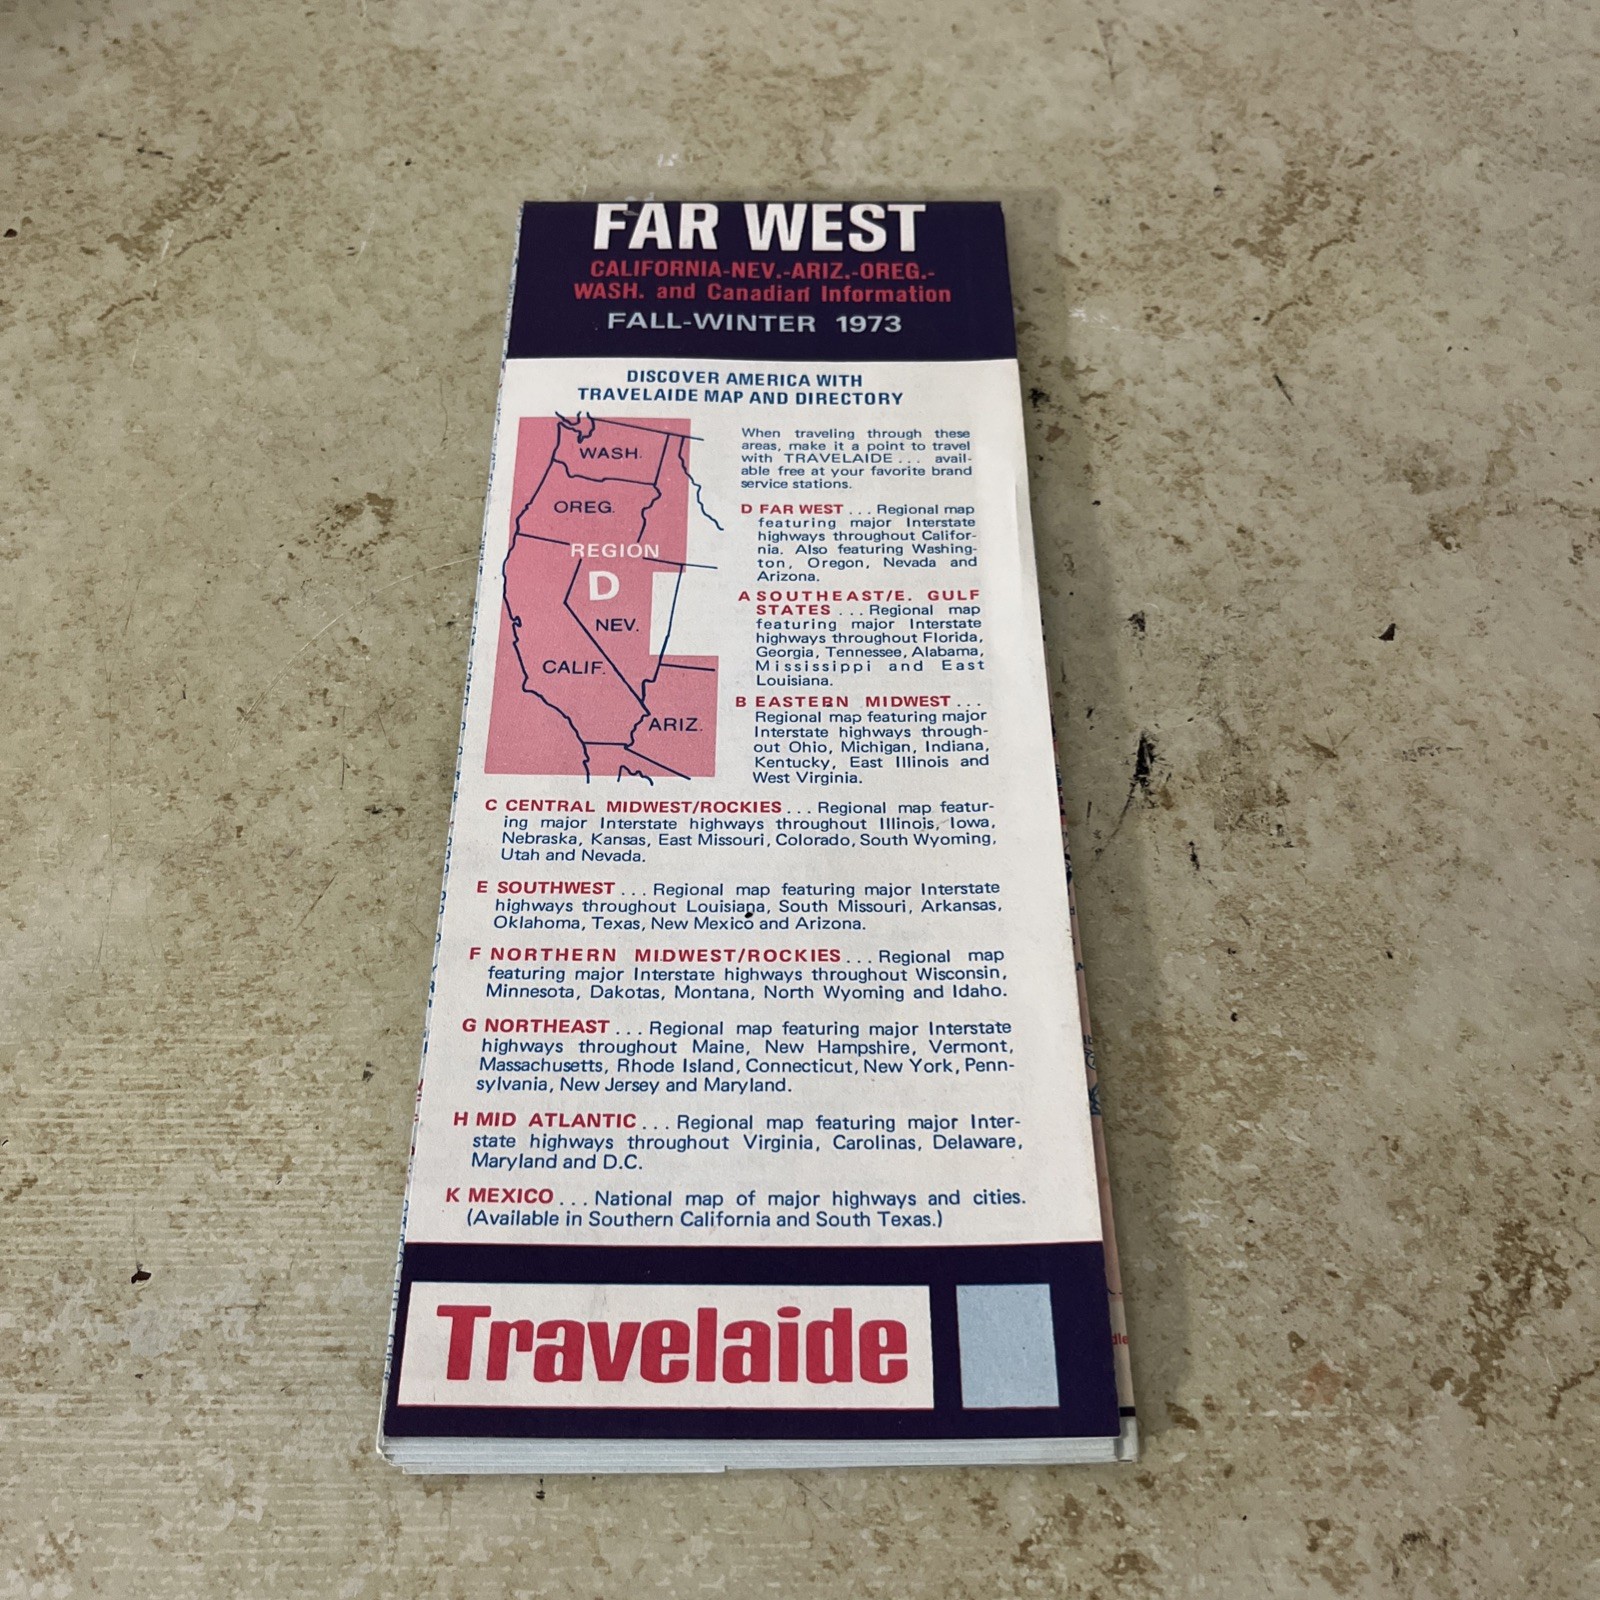 FAR WEST
CALIFORNIA-NEV.-ARIZ.-OREG.-
WASH. and Canadian Information
FALL-WINTER 1973
DISCOVER AMERICA WITH
TRAVELAIDE MAP AND DIRECTORY
WASH.
OREG.
REGION
D
NEV.
CALIF.
ARIZ.
When traveling through these
areas, make it a point to travel
with TRAVELAIDE . . . avail-
able free at your favorite brand
service stations.
D FAR WEST . . . Regional map
featuring major Interstate
highways throughout Califor-
nia. Also featuring Washing-
ton, Oregon, Nevada and
Arizona.
A SOUTHEAST/E. GULF
STATES . . . Regional map
featuring major Interstate
highways throughout Florida,
Georgia, Tennessee, Alabama,
Mississippi and East
Louisiana.
B EASTERN MIDWEST . . .
Regional map featuring major
Interstate highways through-
out Ohio, Michigan, Indiana,
Kentucky, East Illinois and
West Virginia.
C CENTRAL MIDWEST/ROCKIES . . . Regional map featur-
ing major Interstate highways throughout Illinois, Iowa,
Nebraska, Kansas, East Missouri, Colorado, South Wyoming,
Utah and Nevada.
E SOUTHWEST . . . Regional map featuring major Interstate
highways throughout Louisiana, South Missouri, Arkansas,
Oklahoma, Texas, New Mexico and Arizona.
F NORTHERN MIDWEST/ROCKIES . . . Regional map
featuring major Interstate highways throughout Wisconsin,
Minnesota, Dakotas, Montana, North Wyoming and Idaho.
G NORTHEAST . . . Regional map featuring major Interstate
highways throughout Maine, New Hampshire, Vermont,
Massachusetts, Rhode Island, Connecticut, New York, Penn-
sylvania, New Jersey and Maryland.
H MID ATLANTIC . . . Regional map featuring major Inter-
state highways throughout Virginia, Carolinas, Delaware,
Maryland and D.C.
K MEXICO . . . National map of major highways and cities.
(Available in Southern California and South Texas.)
Travelaide